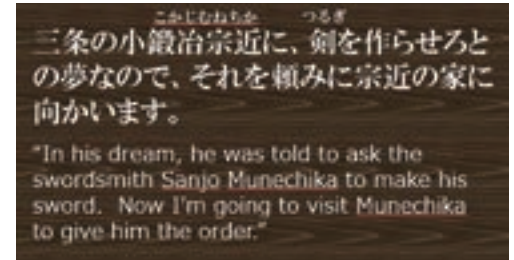 こかじむねちか つるぎ
三条の小鍛冶宗近に、剣を作らせろと
の夢なので、それを頼みに宗近の家に
向かいます。
“In his dream, he was told to ask the
swordsmith Sanjo Munechika to make his
sword. Now I’m going to visit Munechika
to give him the order.”